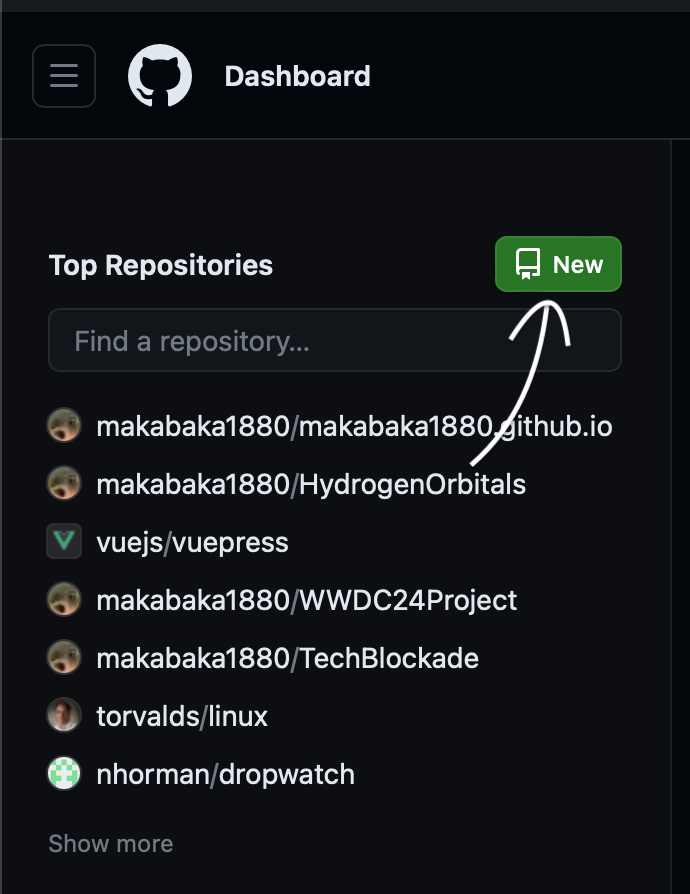 Dashboard
Top Repositories
New
Find a repository...
makabaka1880/makabaka1880.github.io
makabaka1880/HydrogenOrbitals
vuejs/vuepress
makabaka1880/WWDC24Project
makabaka1880/TechBlockade
torvalds/linux
nhorman/dropwatch
Show more